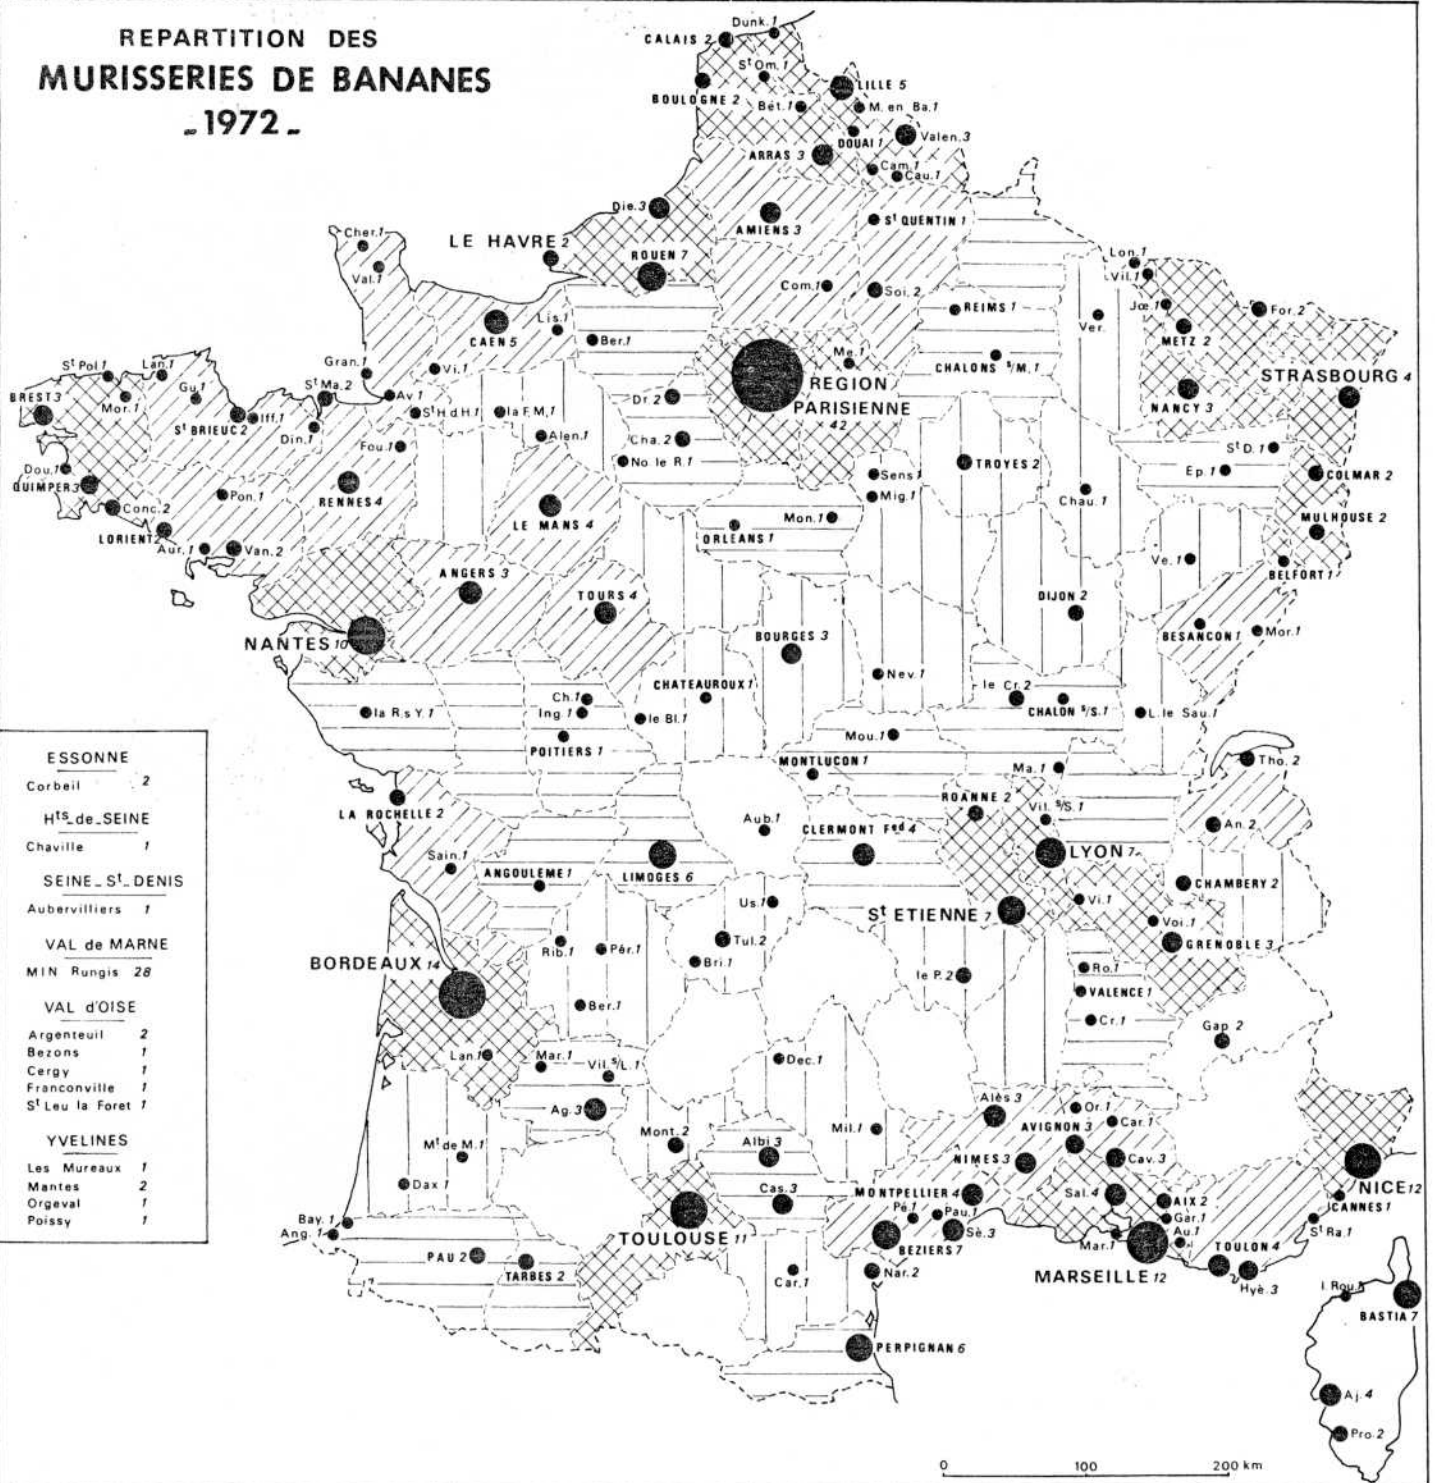 REPARTITION DES
MURISSERIES DE BANANES
_1972_
Dunk.1
CALAIS 2
St Om.1
BOULOGNE 2
Bét.1
LILLE 5
M. en Ba.1
DOUAI 1
Valen.3
ARRAS 3
Cam.1
Cau.1
Die.3
AMIENS 3
St QUENTIN 1
Cher.1
LE HAVRE 2
ROUEN 7
Val.1
Com.1
Soi.2
Lon.1
Vil.1
Jœ.1
For.2
REIMS 1
Ver.
METZ 2
Lis.1
CAEN 5
Ber.1
Me.1
CHALONS S/M.1
St Pol 1
Lan.1
Gran.1
Vi.1
REGION
PARISIENNE
42
STRASBOURG 4
BREST 3
Mor.1
Gu.1
St Ma.2
Av.1
Dr.2
NANCY 3
St BRIEUC 2
Iff.1
Din.1
St H.d H.1
la F.M.1
Alen.1
Fou.1
Cha.2
No. le R.1
St D.1
Ep.1
COLMAR 2
Dou.1
QUIMPER 3
Conc.2
Pon.1
RENNES 4
LE MANS 4
Sens 1
Mig.1
TROYES 2
Chau.1
LORIENT 2
Aur.1
Van.2
ORLEANS 1
Mon.1
MULHOUSE 2
Ve.1
BELFORT 1
ANGERS 3
TOURS 4
DIJON 2
NANTES 10
BOURGES 3
BESANCON 1
Mor.1
CHATEAUROUX 1
Nev.1
le Cr.2
CHALON S/S.1
L. le Sau.1
la R.s Y.1
Ch.1
Ing.1
le Bl.1
POITIERS 1
Mou.1
MONTLUCON 1
Ma.1
Tho.2
LA ROCHELLE 2
Aub.1
ROANNE 2
Vil. S/S.1
An.2
CLERMONT Fed 4
LYON 7
Sain.1
ANGOULEME 1
LIMOGES 6
CHAMBERY 2
Us.1
St ETIENNE 7
Vi.1
Voi.1
GRENOBLE 3
BORDEAUX 14
Rib.1
Pér.1
Tul.2
Bri.1
le P.2
Ro.1
VALENCE 1
Cr.1
Ber.1
Gap 2
Lan.1
Mar.1
Vil. S/L.1
Dec.1
Ag.3
Alès 3
Or.1
Car.1
AVIGNON 3
Mt de M.1
Mont.2
Albi 3
Mil.1
NIMES 3
Cav.3
Dax 1
Cas.3
MONTPELLIER 4
Sal.4
AIX 2
NICE 12
CANNES 1
Bay.1
Ang.1
Pé.1
Pau.1
Gar.1
Au.1
St Ra.1
PAU 2
TARBES 2
TOULOUSE 11
BEZIERS 7
Sè.3
Mar.1
TOULON 4
MARSEILLE 12
Hyè.3
Car.1
Nar.2
PERPIGNAN 6
I. Rou.1
BASTIA 7
Aj.4
Pro.2
ESSONNE
Corbeil 2
Hts_de_SEINE
Chaville 1
SEINE_St_DENIS
Aubervilliers 1
VAL de MARNE
MIN Rungis 28
VAL d'OISE
Argenteuil 2
Bezons 1
Cergy 1
Franconville 1
St Leu la Foret 1
YVELINES
Les Mureaux 1
Mantes 2
Orgeval 1
Poissy 1
0 100 200 km